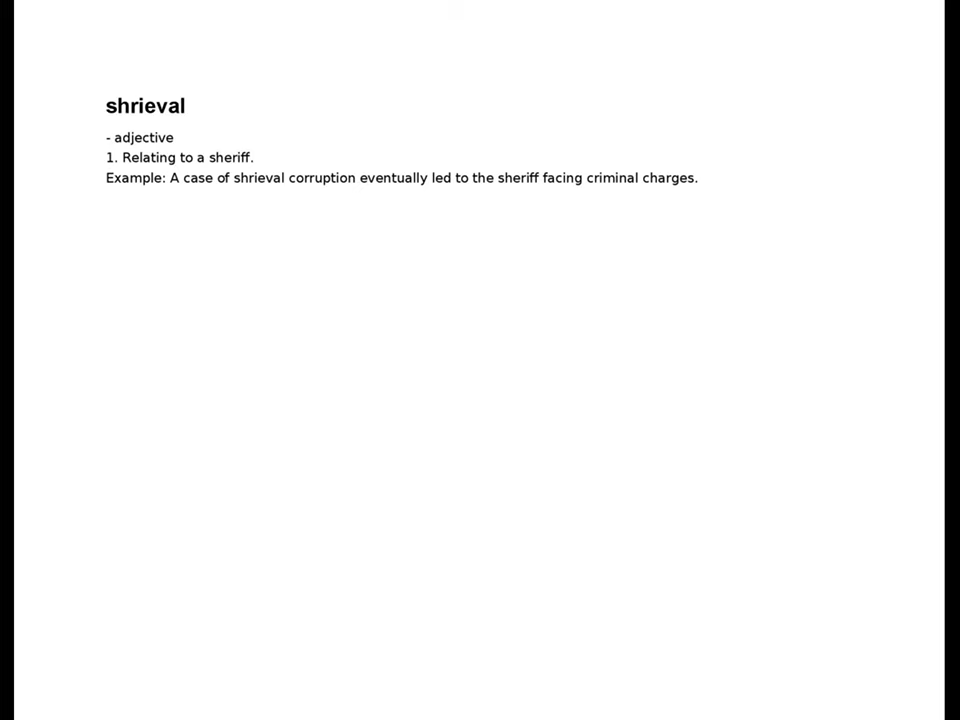 shrieval
- adjective
1. Relating to a sheriff.
Example: A case of shrieval corruption eventually led to the sheriff facing criminal charges.